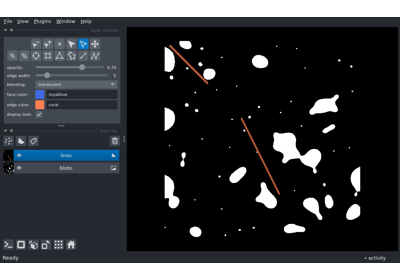 File View Plugins Window Help
opacity: 0.70
edge width: 5
blending: translucent
face color: royalblue
edge color: coral
display text:
lines
blobs
Ready
activity